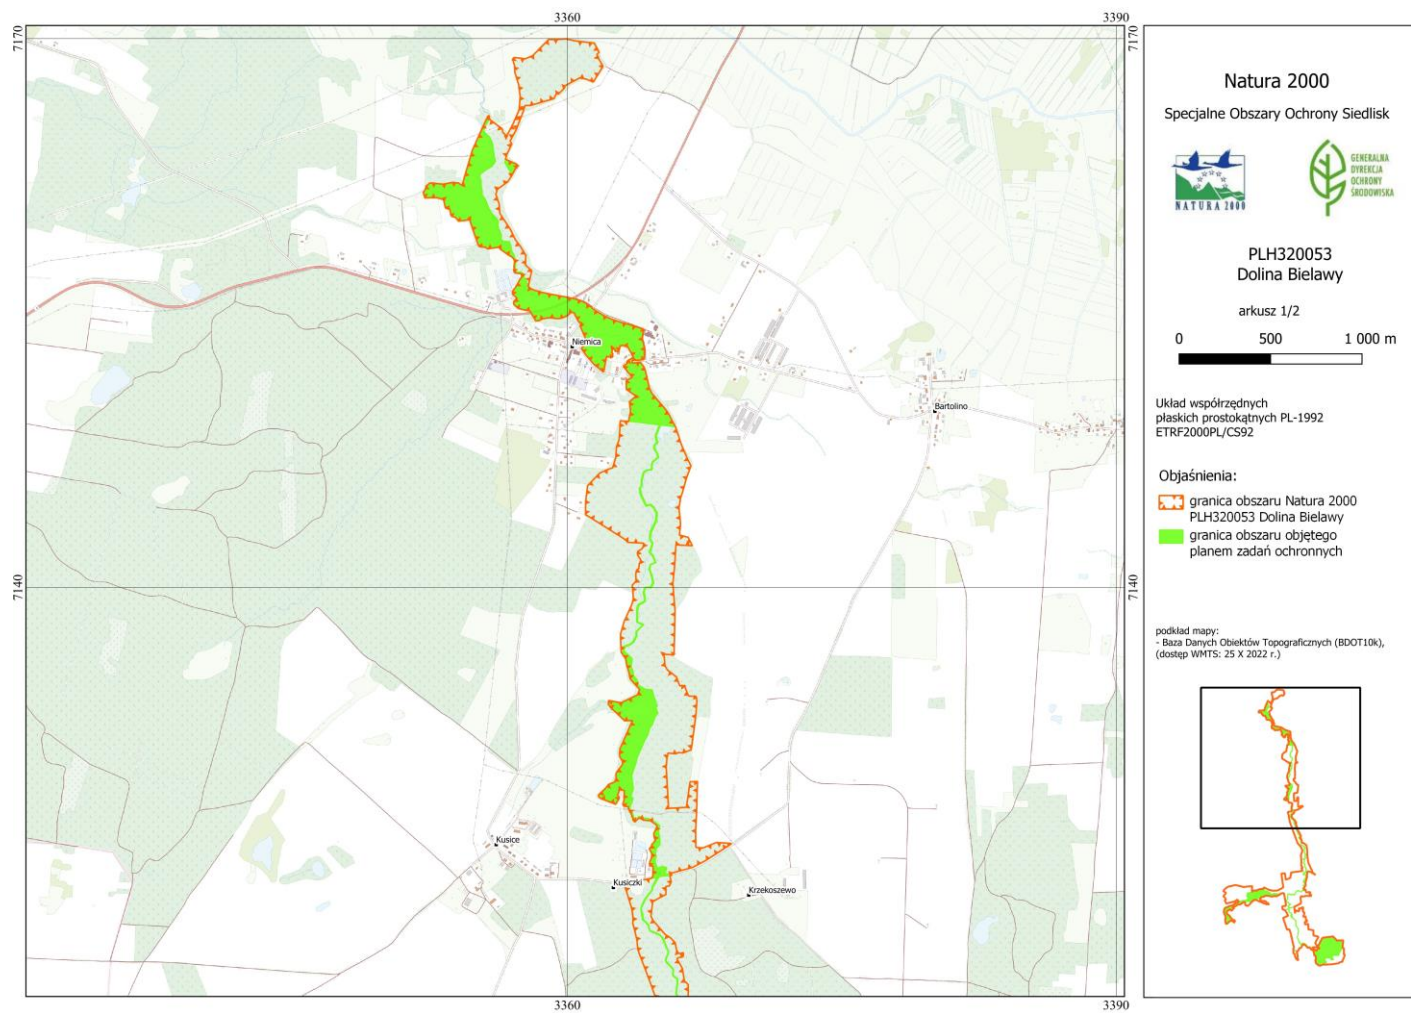 3360
3390
7170
7170
Niemica
Bartolino
7140
7140
Kusice
Kusiczki
Krzekoszewo
3360
3390
Natura 2000
Specjalne Obszary Ochrony Siedlisk
NATURA 2000
GENERALNA
DYREKCJA
OCHRONY
ŚRODOWISKA
PLH320053
Dolina Bielawy
arkusz 1/2
0 500 1 000 m
Układ współrzędnych
płaskich prostokątnych PL-1992
ETRF2000PL/CS92
Objaśnienia:
granica obszaru Natura 2000
PLH320053 Dolina Bielawy
granica obszaru objętego
planem zadań ochronnych
podkład mapy:
- Baza Danych Obiektów Topograficznych (BDOT10k),
(dostęp WMTS: 25 X 2022 r.)